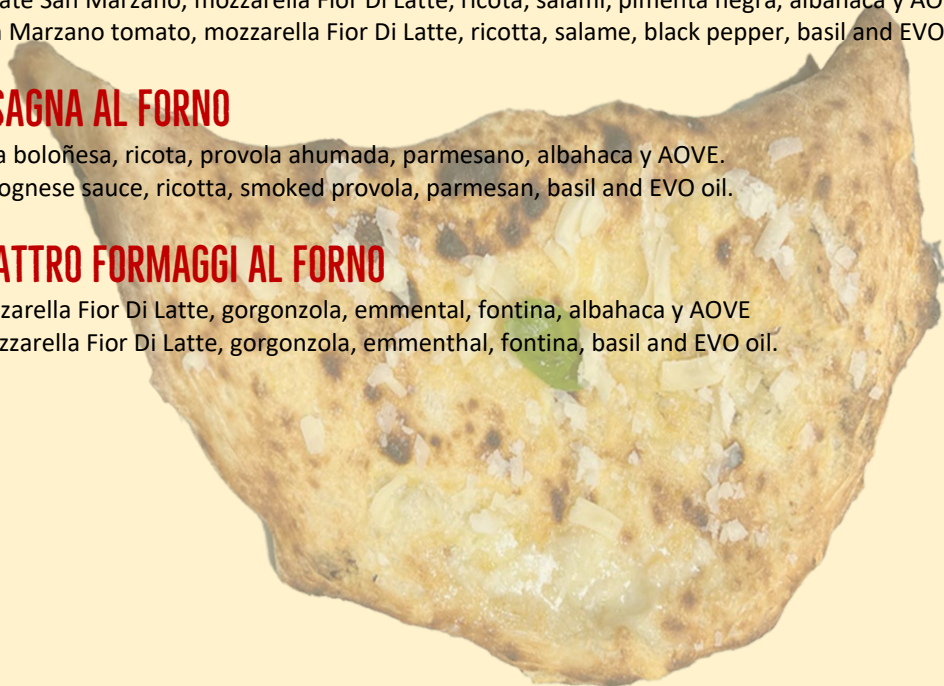 ate San Marzano, mozzarella Fior Di Latte, ricota, salami, pimenta negra, albahaca y AO
Marzano tomato, mozzarella Fior Di Latte, ricotta, salame, black pepper, basil and EVO
SAGNA AL FORNO
a boloñesa, ricota, provola ahumada, parmesano, albahaca y AOVE.
ognese sauce, ricotta, smoked provola, parmesan, basil and EVO oil.
ATTRO FORMAGGI AL FORNO
zarella Fior Di Latte, gorgonzola, emmental, fontina, albahaca y AOVE
zzarella Fior Di Latte, gorgonzola, emmenthal, fontina, basil and EVO oil.